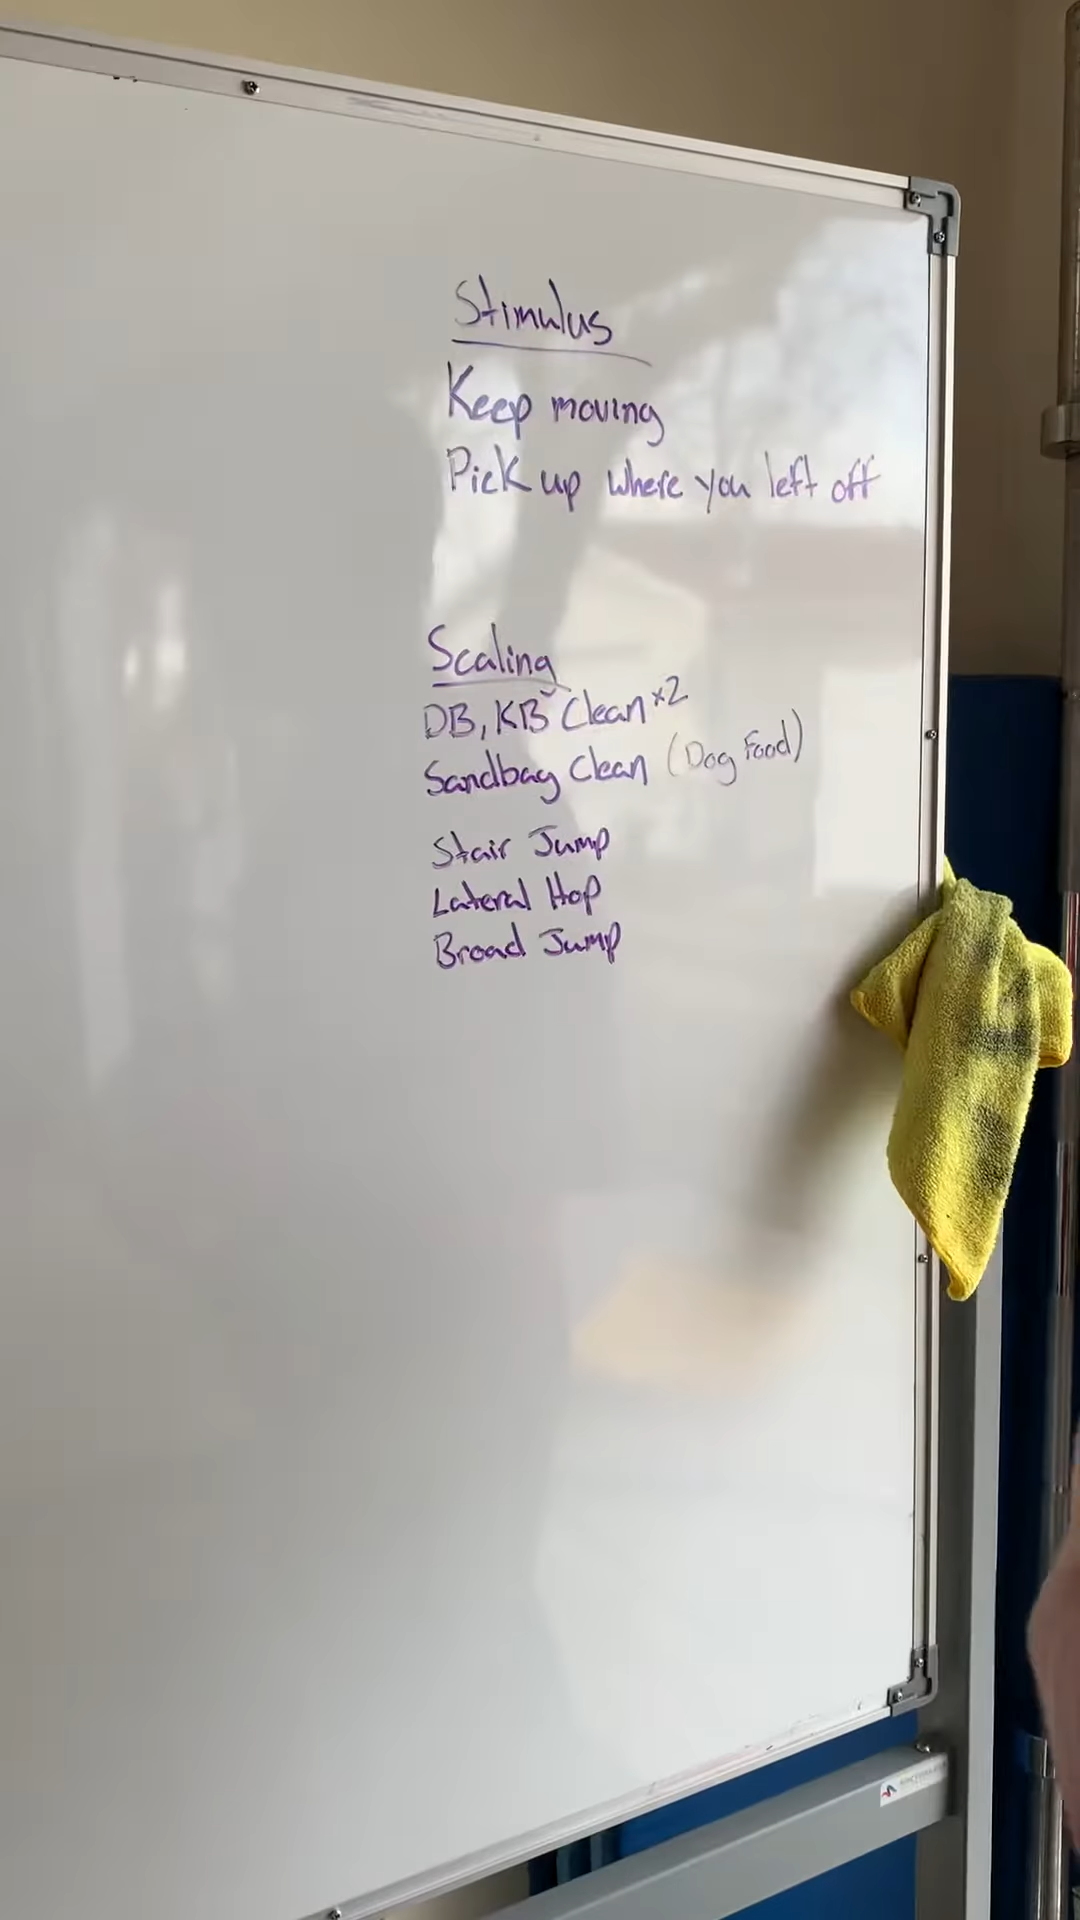 Stimulus
Keep moving
Pick up where you left off
Scaling
DB, KB Clean x2
Sandbag Clean (Dog Food)
Stair Jump
Lateral Hop
Broad Jump